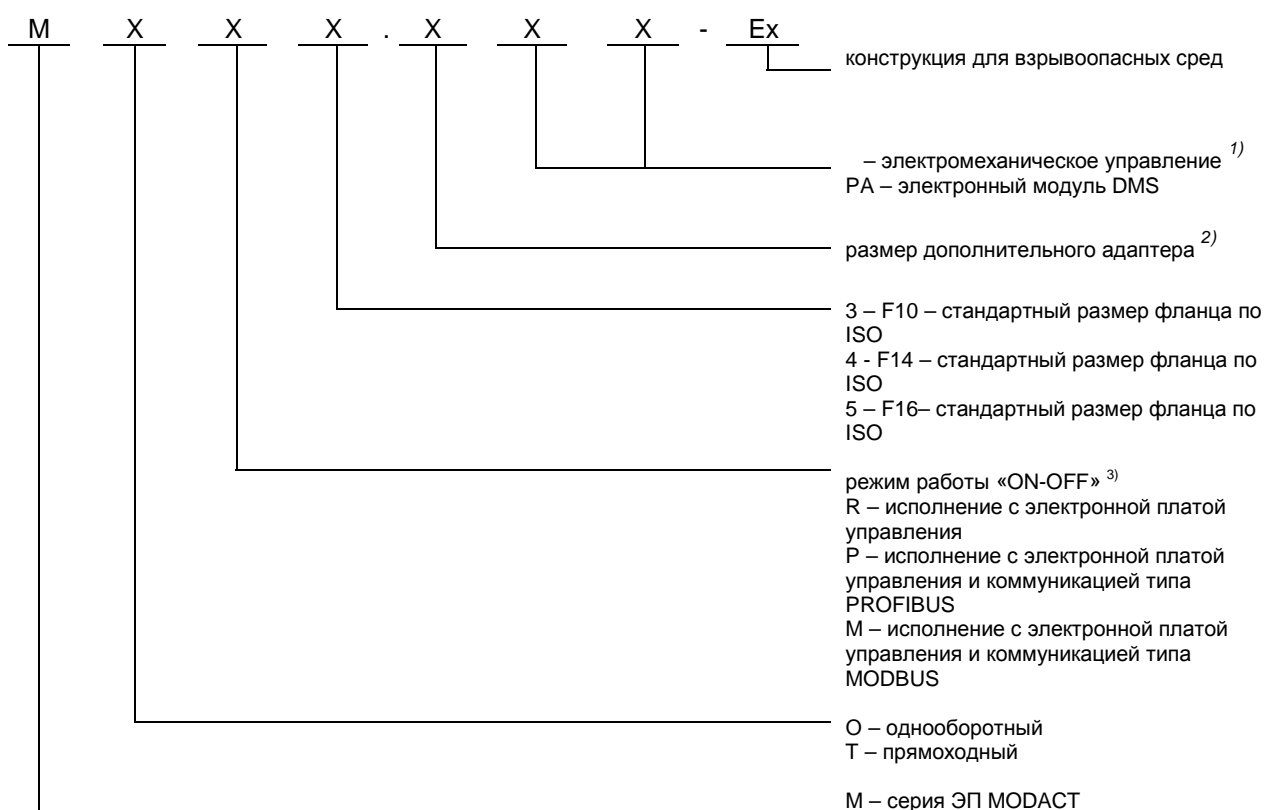 M X X X . X X X - Ex
конструкция для взрывоопасных сред
– электромеханическое управление 1)
PA – электронный модуль DMS
размер дополнительного адаптера 2)
3 – F10 – стандартный размер фланца по
ISO
4 - F14 – стандартный размер фланца по
ISO
5 – F16– стандартный размер фланца по
ISO
режим работы «ON-OFF» 3)
R – исполнение с электронной платой
управления
P – исполнение с электронной платой
управления и коммуникацией типа
PROFIBUS
M – исполнение с электронной платой
управления и коммуникацией типа
MODBUS
O – однооборотный
T – прямоходный
M – серия ЭП MODACT